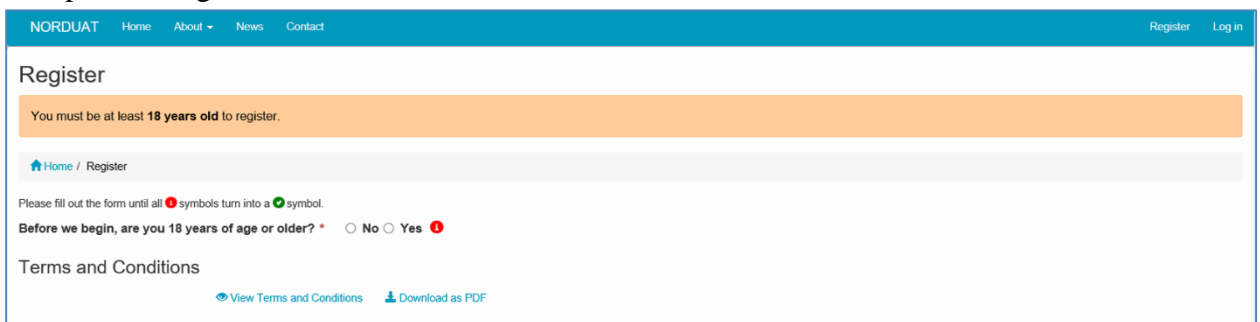 NORDUAT Home About News Contact Register Log in
Register
You must be at least 18 years old to register.
Home / Register
Please fill out the form until all symbols turn into a symbol.
Before we begin, are you 18 years of age or older? * No Yes
Terms and Conditions
View Terms and Conditions Download as PDF